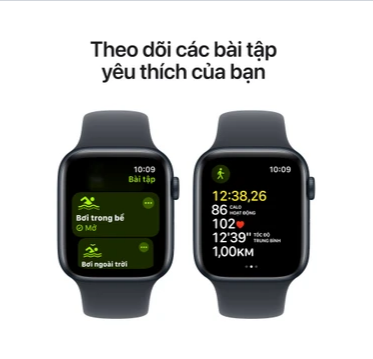 Theo dõi các bài tập
yêu thích của bạn
10:09
Bài tập
Bơi trong bể
Mở
Bơi ngoài trời
10:09
12:38,26
86 CALO
HOẠT ĐỘNG
102
12'39" TỐC ĐỘ
TRUNG BÌNH
1,00KM